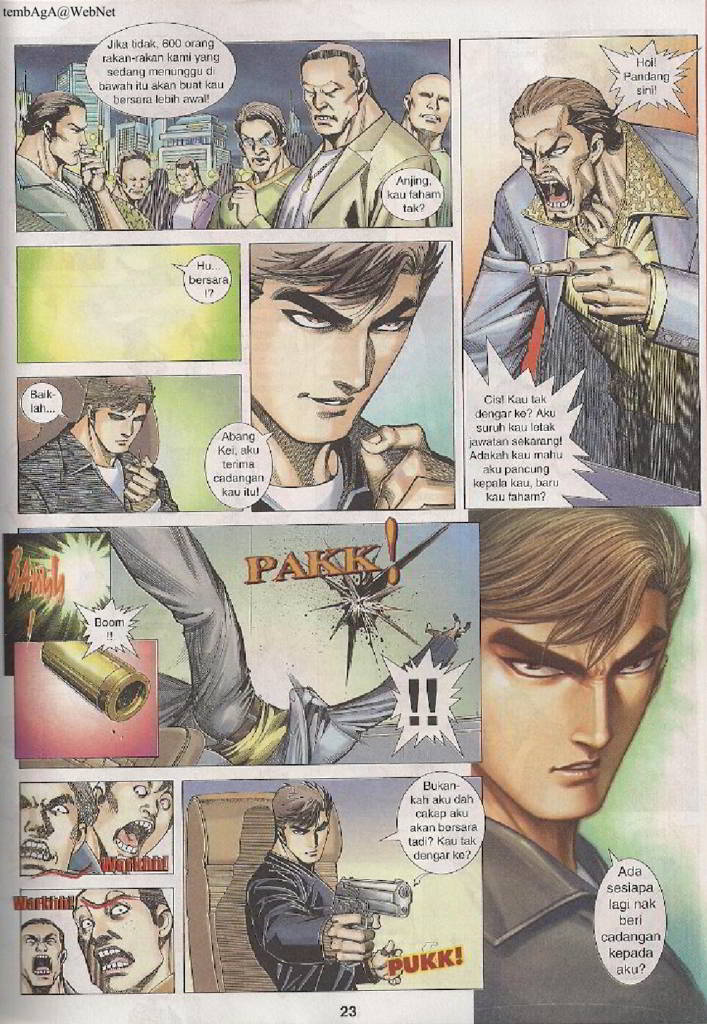 tembAgA@WebNet
Jika tidak, 600 orang
rakan-rakan kami yang
sedang menunggu di
bawah itu akan buat kau
bersara lebih awal!
Anjing,
kau faham
tak?
Hoi!
Pandang
sini!
Cis! Kau tak
dengar ke? Aku
suruh kau letak
jawatan sekarang!
Adakah kau mahu
aku pancung
kepala kau, baru
kau faham?
Hu...
bersara
!?
Baik-
lah...
Abang
Kei, aku
terima
cadangan
kau itu!
BANG
!
Boom
!!
PAKK!
!!
Warkhh!
Warkhh!
Bukan-
kah aku dah
cakap aku
akan bersara
tadi? Kau tak
dengar ke?
PUKK!
Ada
sesiapa
lagi nak
beri
cadangan
kepada
aku?
23